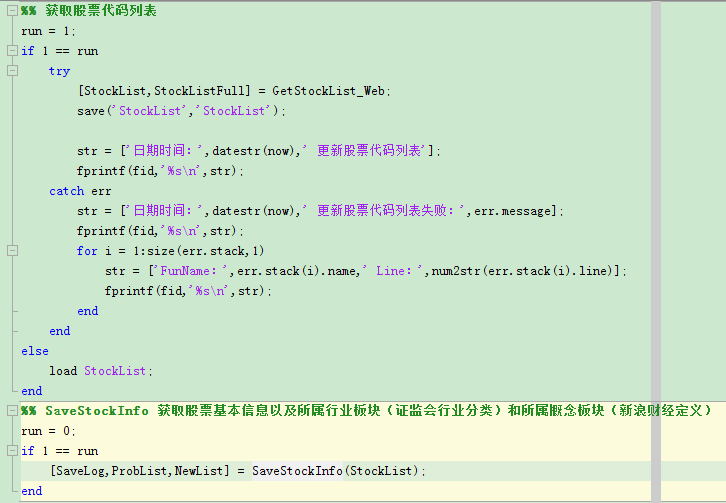 %% 获取股票代码列表
run = 1;
if 1 == run
try
[StockList,StockListFull] = GetStockList_Web;
save('StockList','StockList');
str = ['日期时间：',datestr(now),' 更新股票代码列表'];
fprintf(fid,'%s\n',str);
catch err
str = ['日期时间：',datestr(now),' 更新股票代码列表失败：',err.message];
fprintf(fid,'%s\n',str);
for i = 1:size(err.stack,1)
str = ['FunName：',err.stack(i).name,' Line：',num2str(err.stack(i).line)];
fprintf(fid,'%s\n',str);
end
end
else
load StockList;
end
%% SaveStockInfo 获取股票基本信息以及所属行业板块（证监会行业分类）和所属概念板块（新浪财经定义）
run = 0;
if 1 == run
[SaveLog,ProbList,NewList] = SaveStockInfo(StockList);
end